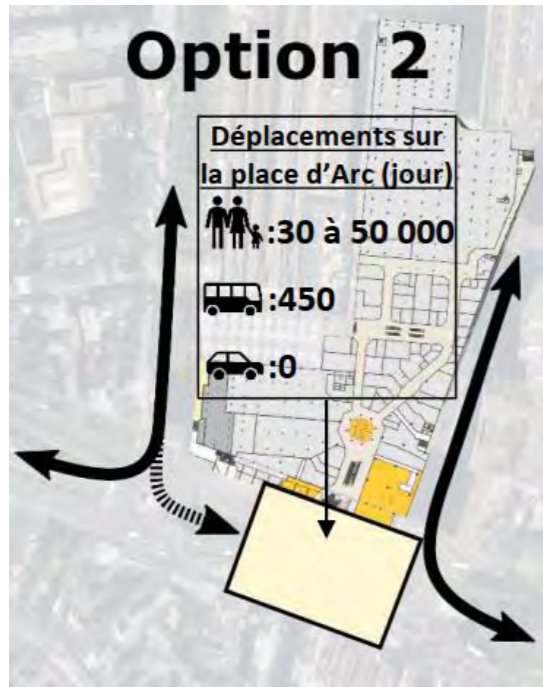 Option 2
Déplacements sur
la place d'Arc (jour)
:30 à 50 000
:450
:0